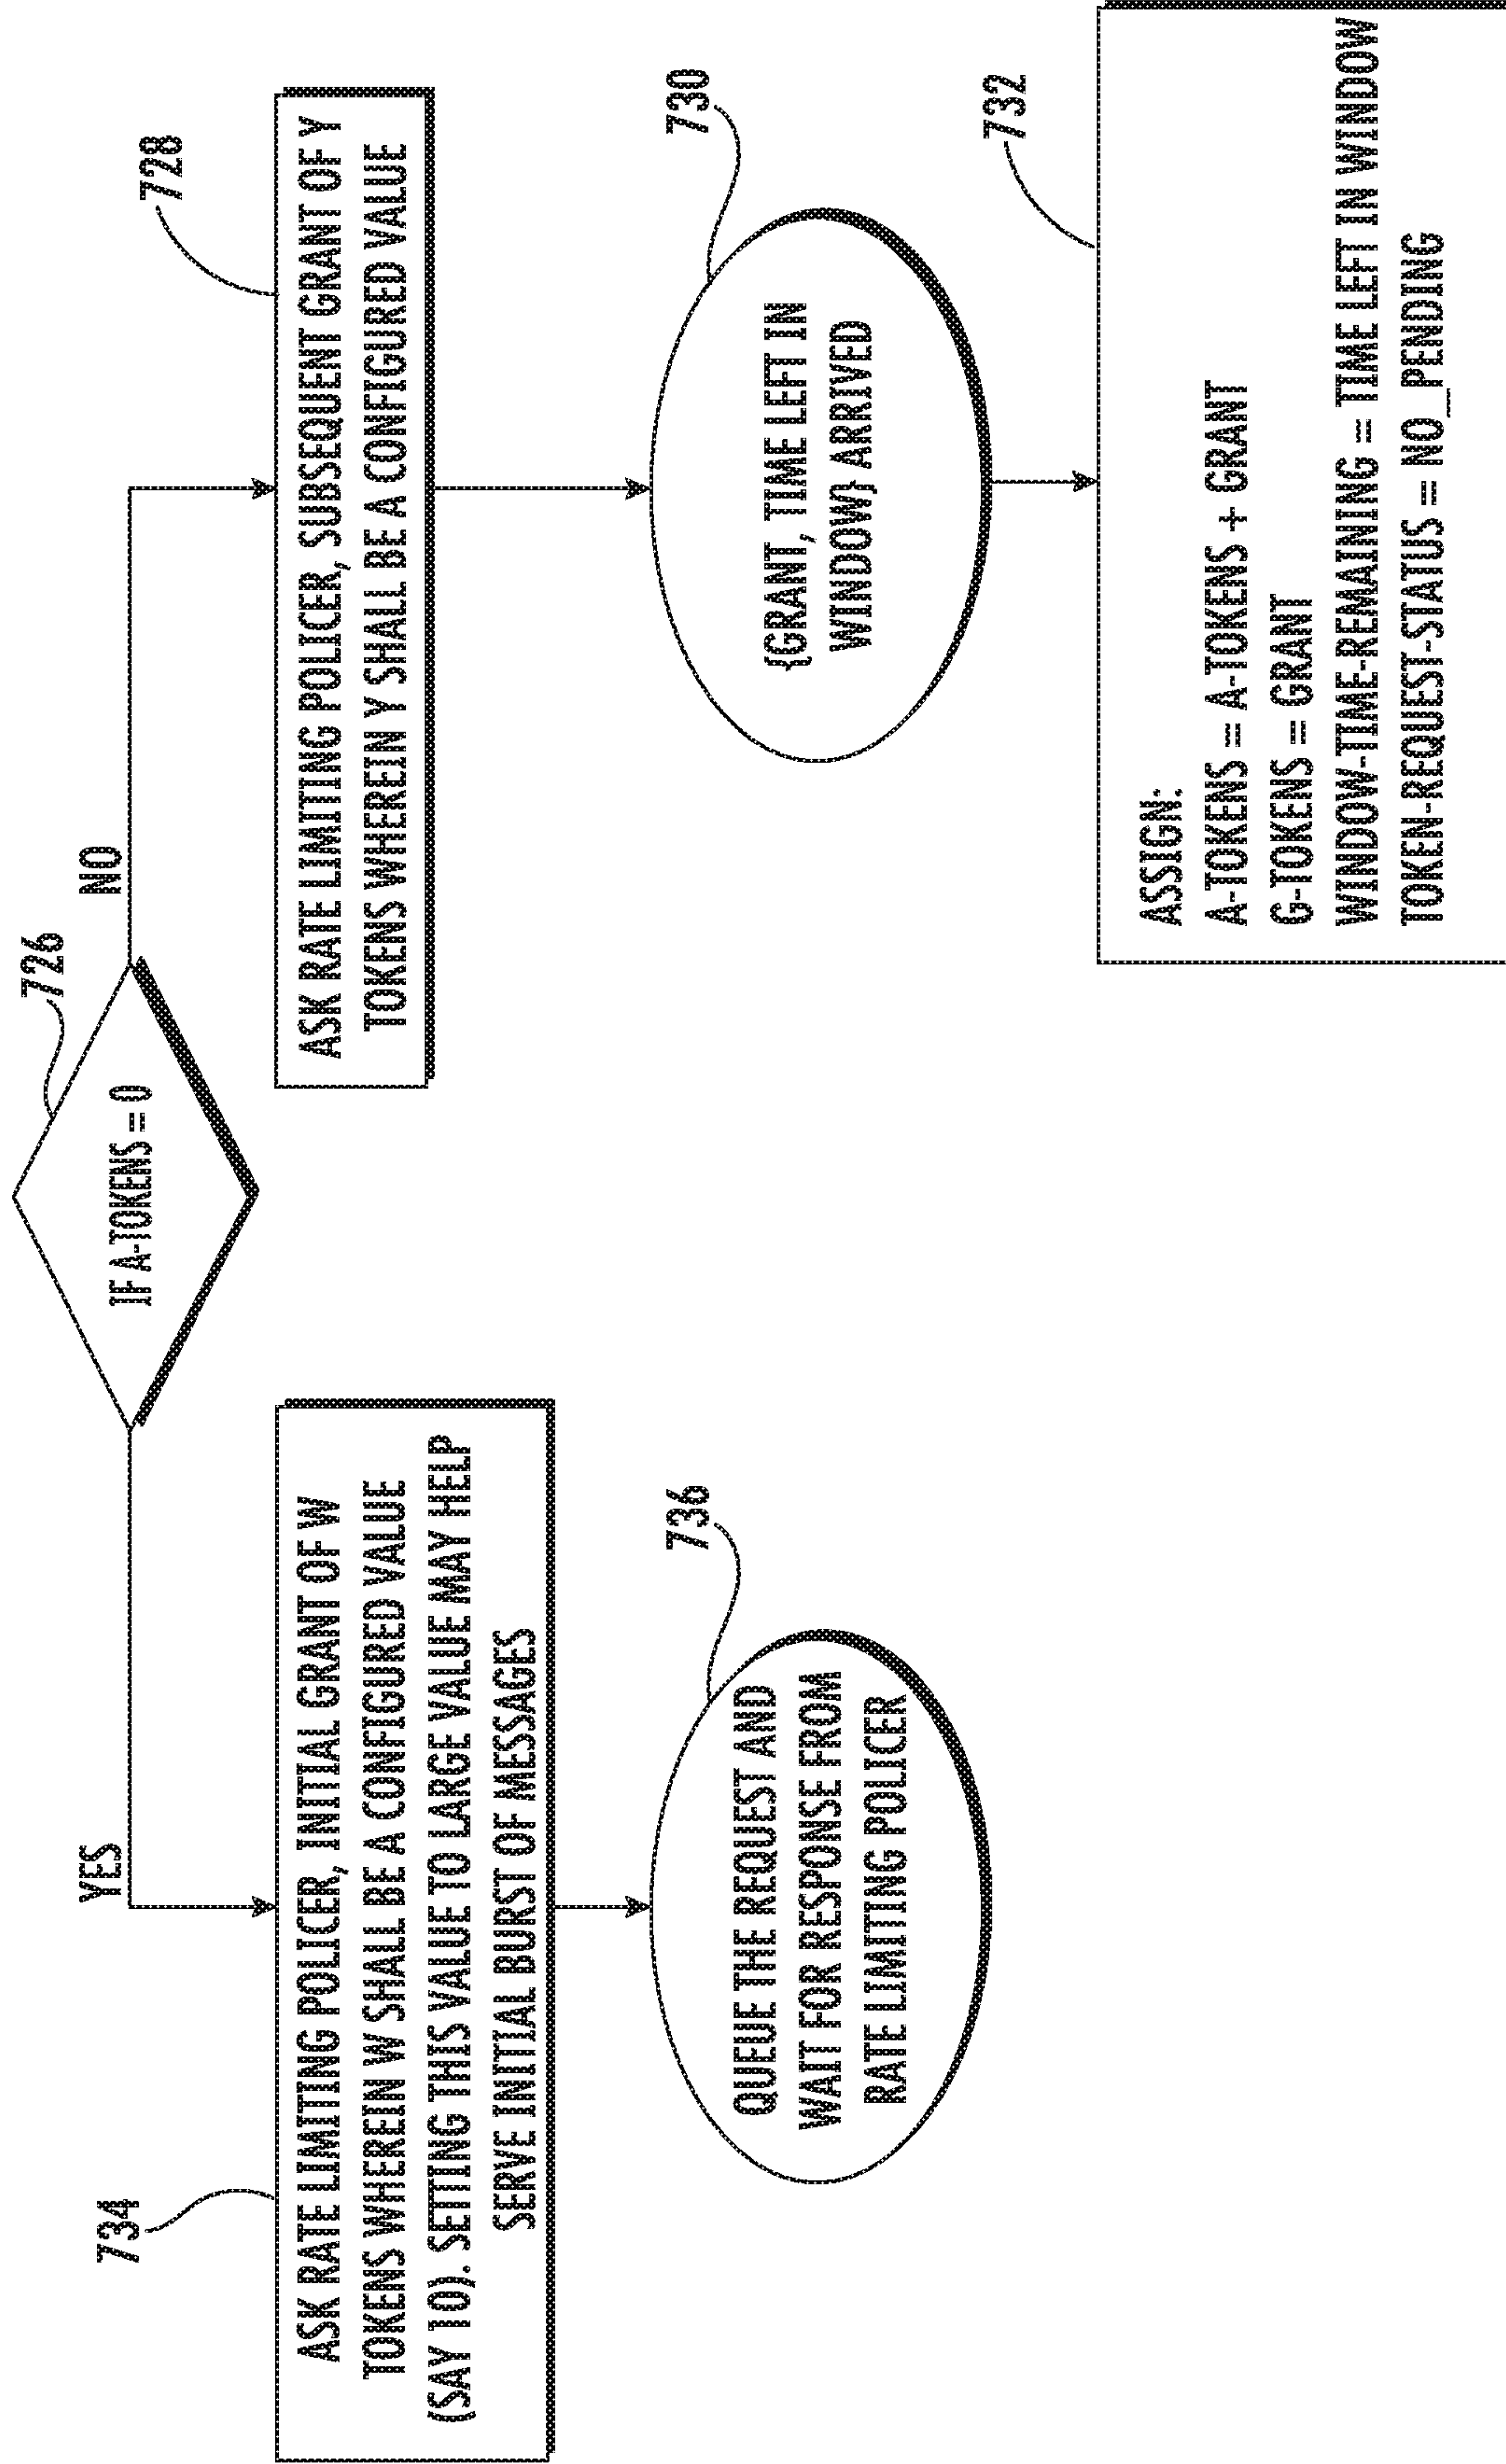 726
IF A-TOKENS = 0
YES
NO
734
ASK RATE LIMITING POLICER, INITIAL GRANT OF W
TOKENS WHEREIN W SHALL BE A CONFIGURED VALUE
(SAY 10). SETTING THIS VALUE TO LARGE VALUE MAY HELP
SERVE INITIAL BURST OF MESSAGES
736
QUEUE THE REQUEST AND
WAIT FOR RESPONSE FROM
RATE LIMITING POLICER
728
ASK RATE LIMITING POLICER, SUBSEQUENT GRANT OF Y
TOKENS WHEREIN Y SHALL BE A CONFIGURED VALUE
730
{GRANT, TIME LEFT IN
WINDOW} ARRIVED
732
ASSIGN:
A-TOKENS = A-TOKENS + GRANT
G-TOKENS = GRANT
WINDOW-TIME-REMAINING = TIME LEFT IN WINDOW
TOKEN-REQUEST-STATUS = NO_PENDING